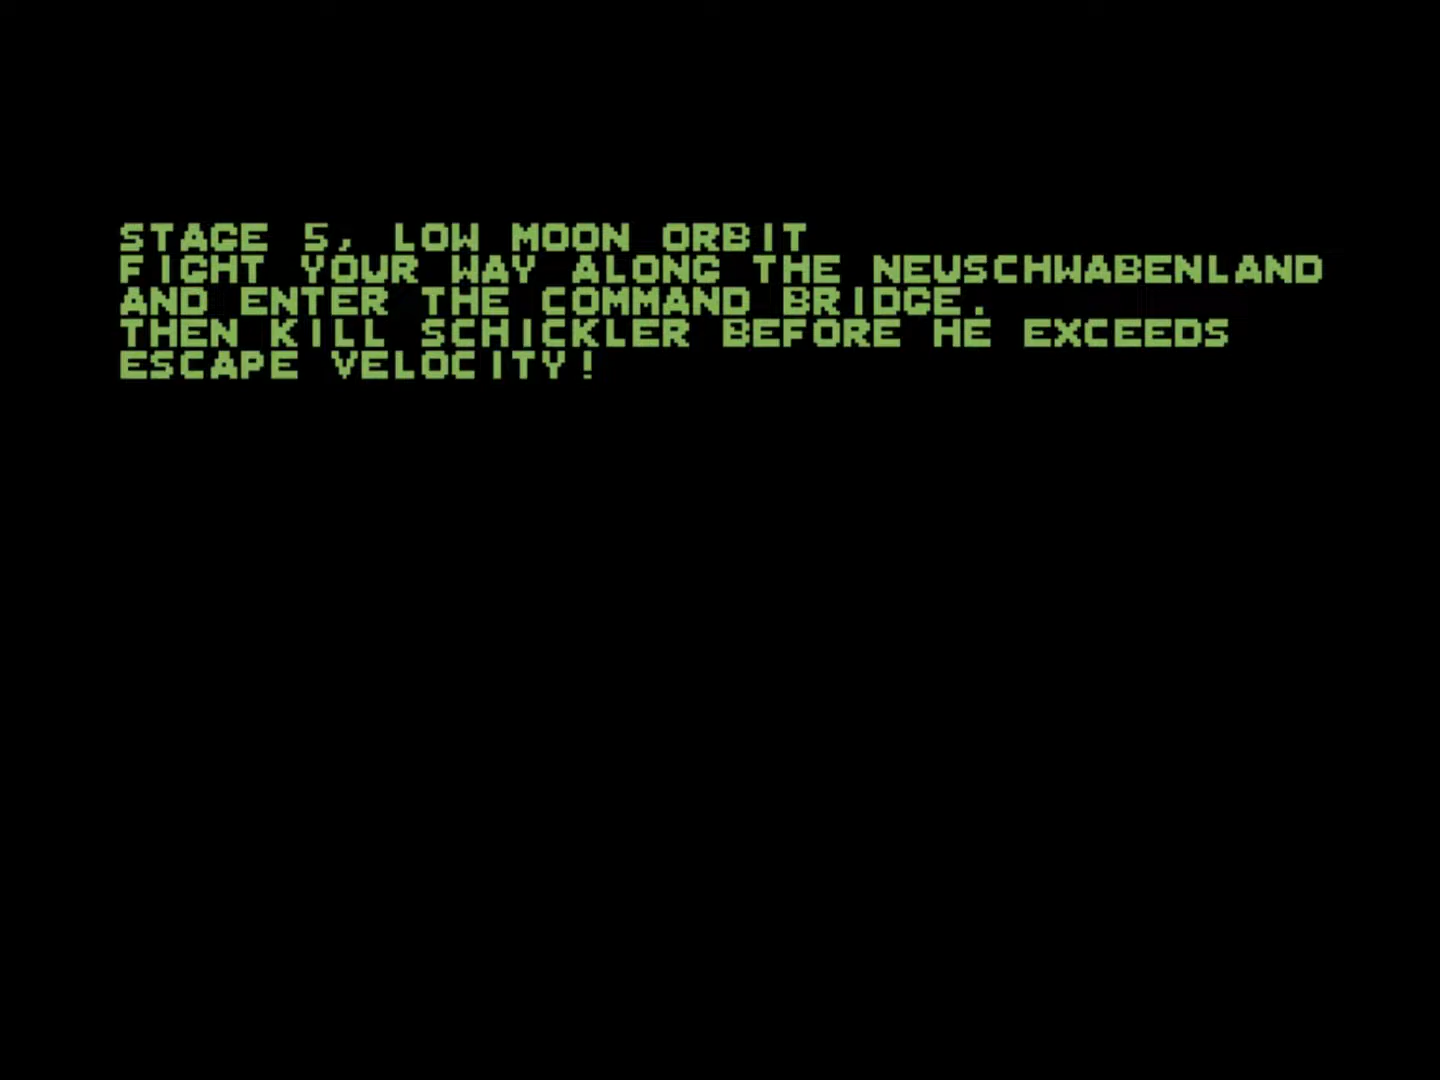 STAGE 5, LOW MOON ORBIT
FIGHT YOUR WAY ALONG THE NEUSCHWABENLAND
AND ENTER THE COMMAND BRIDGE.
THEN KILL SCHICKLER BEFORE HE EXCEEDS
ESCAPE VELOCITY!